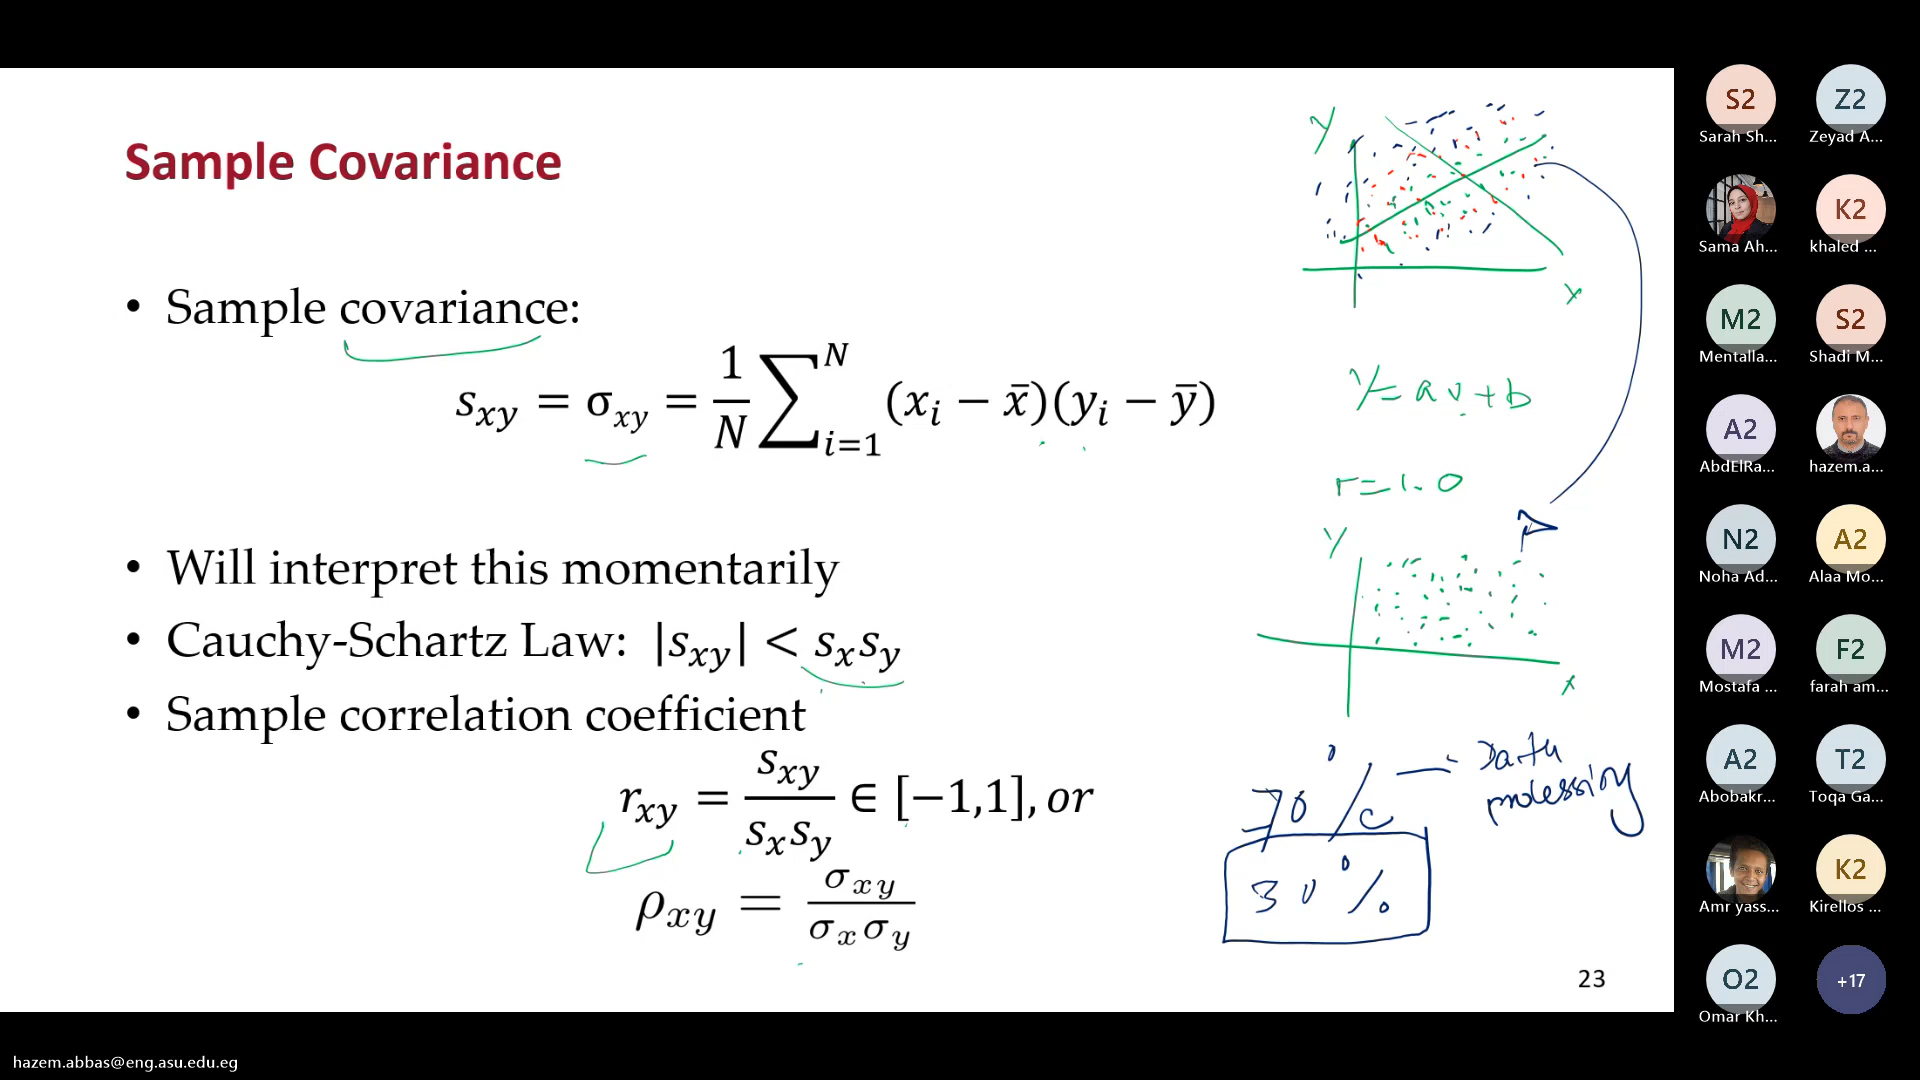 Sample Covariance
• Sample covariance:
s_xy = σ_xy = 1/N ∑_{i=1}^{N} (x_i − x̄)(y_i − ȳ)
• Will interpret this momentarily
• Cauchy-Schartz Law: |s_xy| < s_x s_y
• Sample correlation coefficient
r_xy = s_xy / s_x s_y ∈ [−1,1], or
ρ_xy = σ_xy / σ_x σ_y
23
y
x
r=1.0
y
x
70 %
30 %
S2
Sarah Sh...
Z2
Zeyad A...
Sama Ah...
K2
khaled ...
M2
Mentalla...
S2
Shadi M...
A2
AbdElRa...
hazem.a...
N2
Noha Ad...
A2
Alaa Mo...
M2
Mostafa ...
F2
farah am...
A2
Abobakr...
T2
Toqa Ga...
Amr yass...
K2
Kirellos ...
O2
Omar Kh...
+17
hazem.abbas@eng.asu.edu.eg